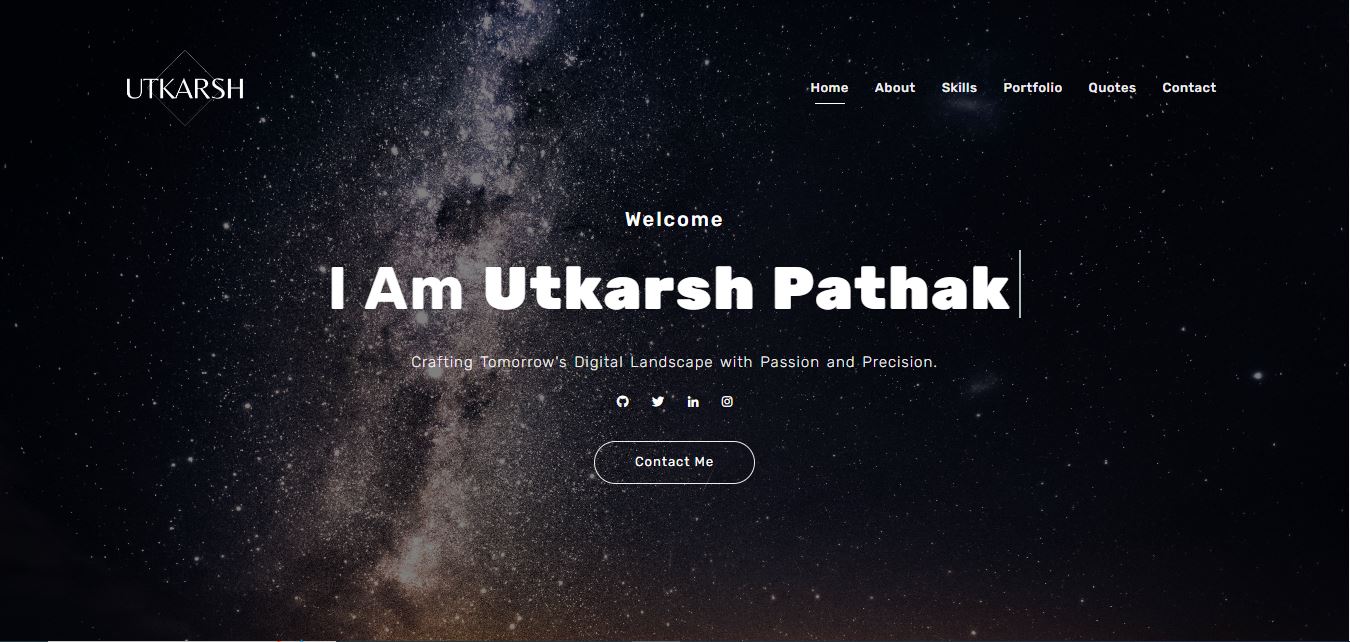 UTKARSH
Home About Skills Portfolio Quotes Contact
Welcome
I Am Utkarsh Pathak
Crafting Tomorrow's Digital Landscape with Passion and Precision.
Contact Me